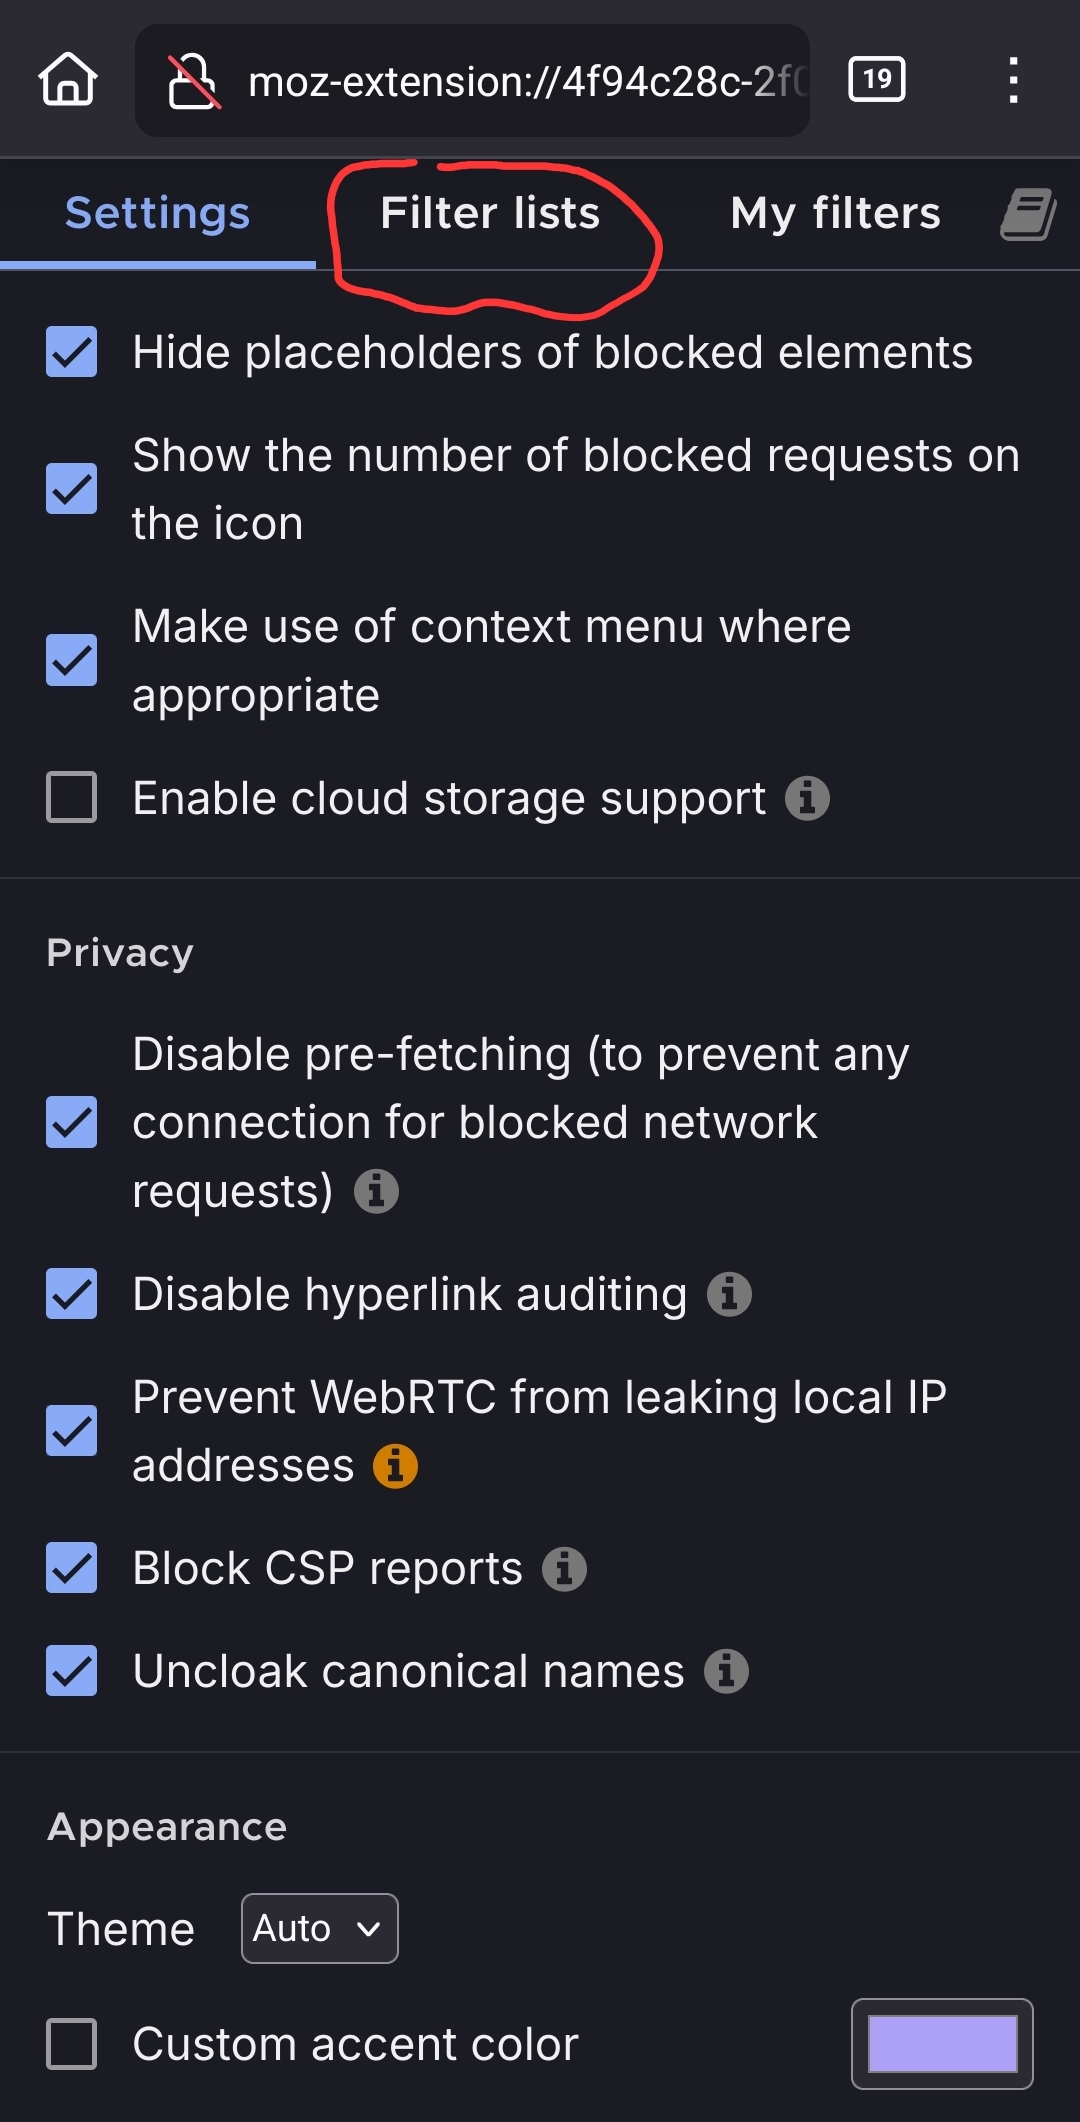 moz-extension://4f94c28c-2f
19
Settings
Filter lists
My filters
Hide placeholders of blocked elements
Show the number of blocked requests on
the icon
Make use of context menu where
appropriate
Enable cloud storage support
Privacy
Disable pre-fetching (to prevent any
connection for blocked network
requests)
Disable hyperlink auditing
Prevent WebRTC from leaking local IP
addresses
Block CSP reports
Uncloak canonical names
Appearance
Theme Auto
Custom accent color